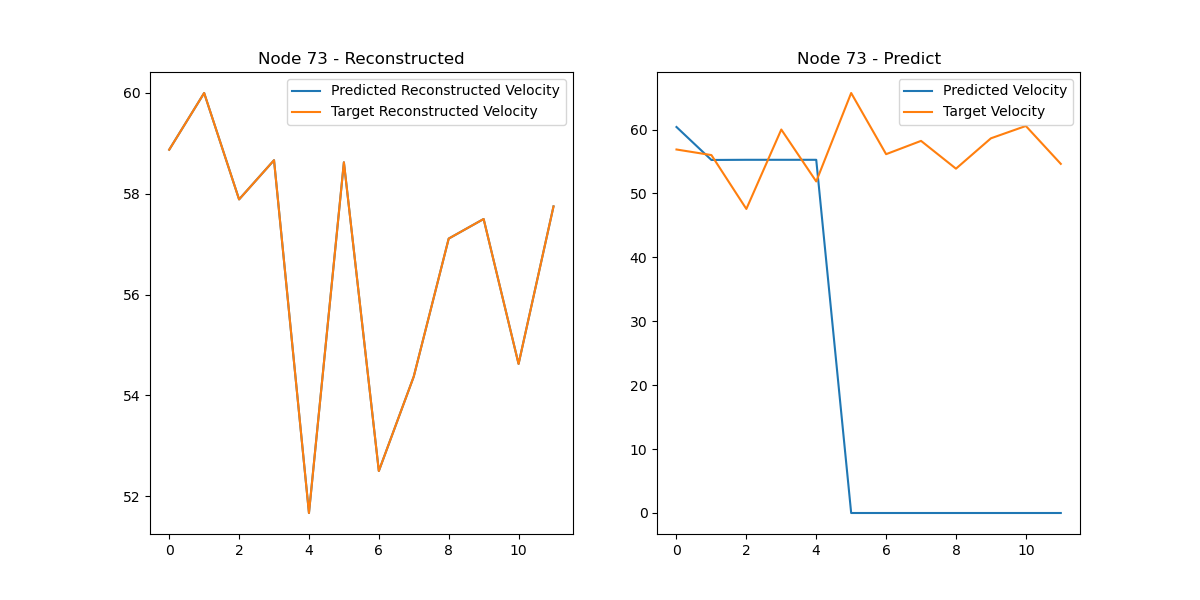 Node 73 - Reconstructed
Predicted Reconstructed Velocity
Target Reconstructed Velocity
60
58
56
54
52
0 2 4 6 8 10
Node 73 - Predict
Predicted Velocity
Target Velocity
60
50
40
30
20
10
0
0 2 4 6 8 10